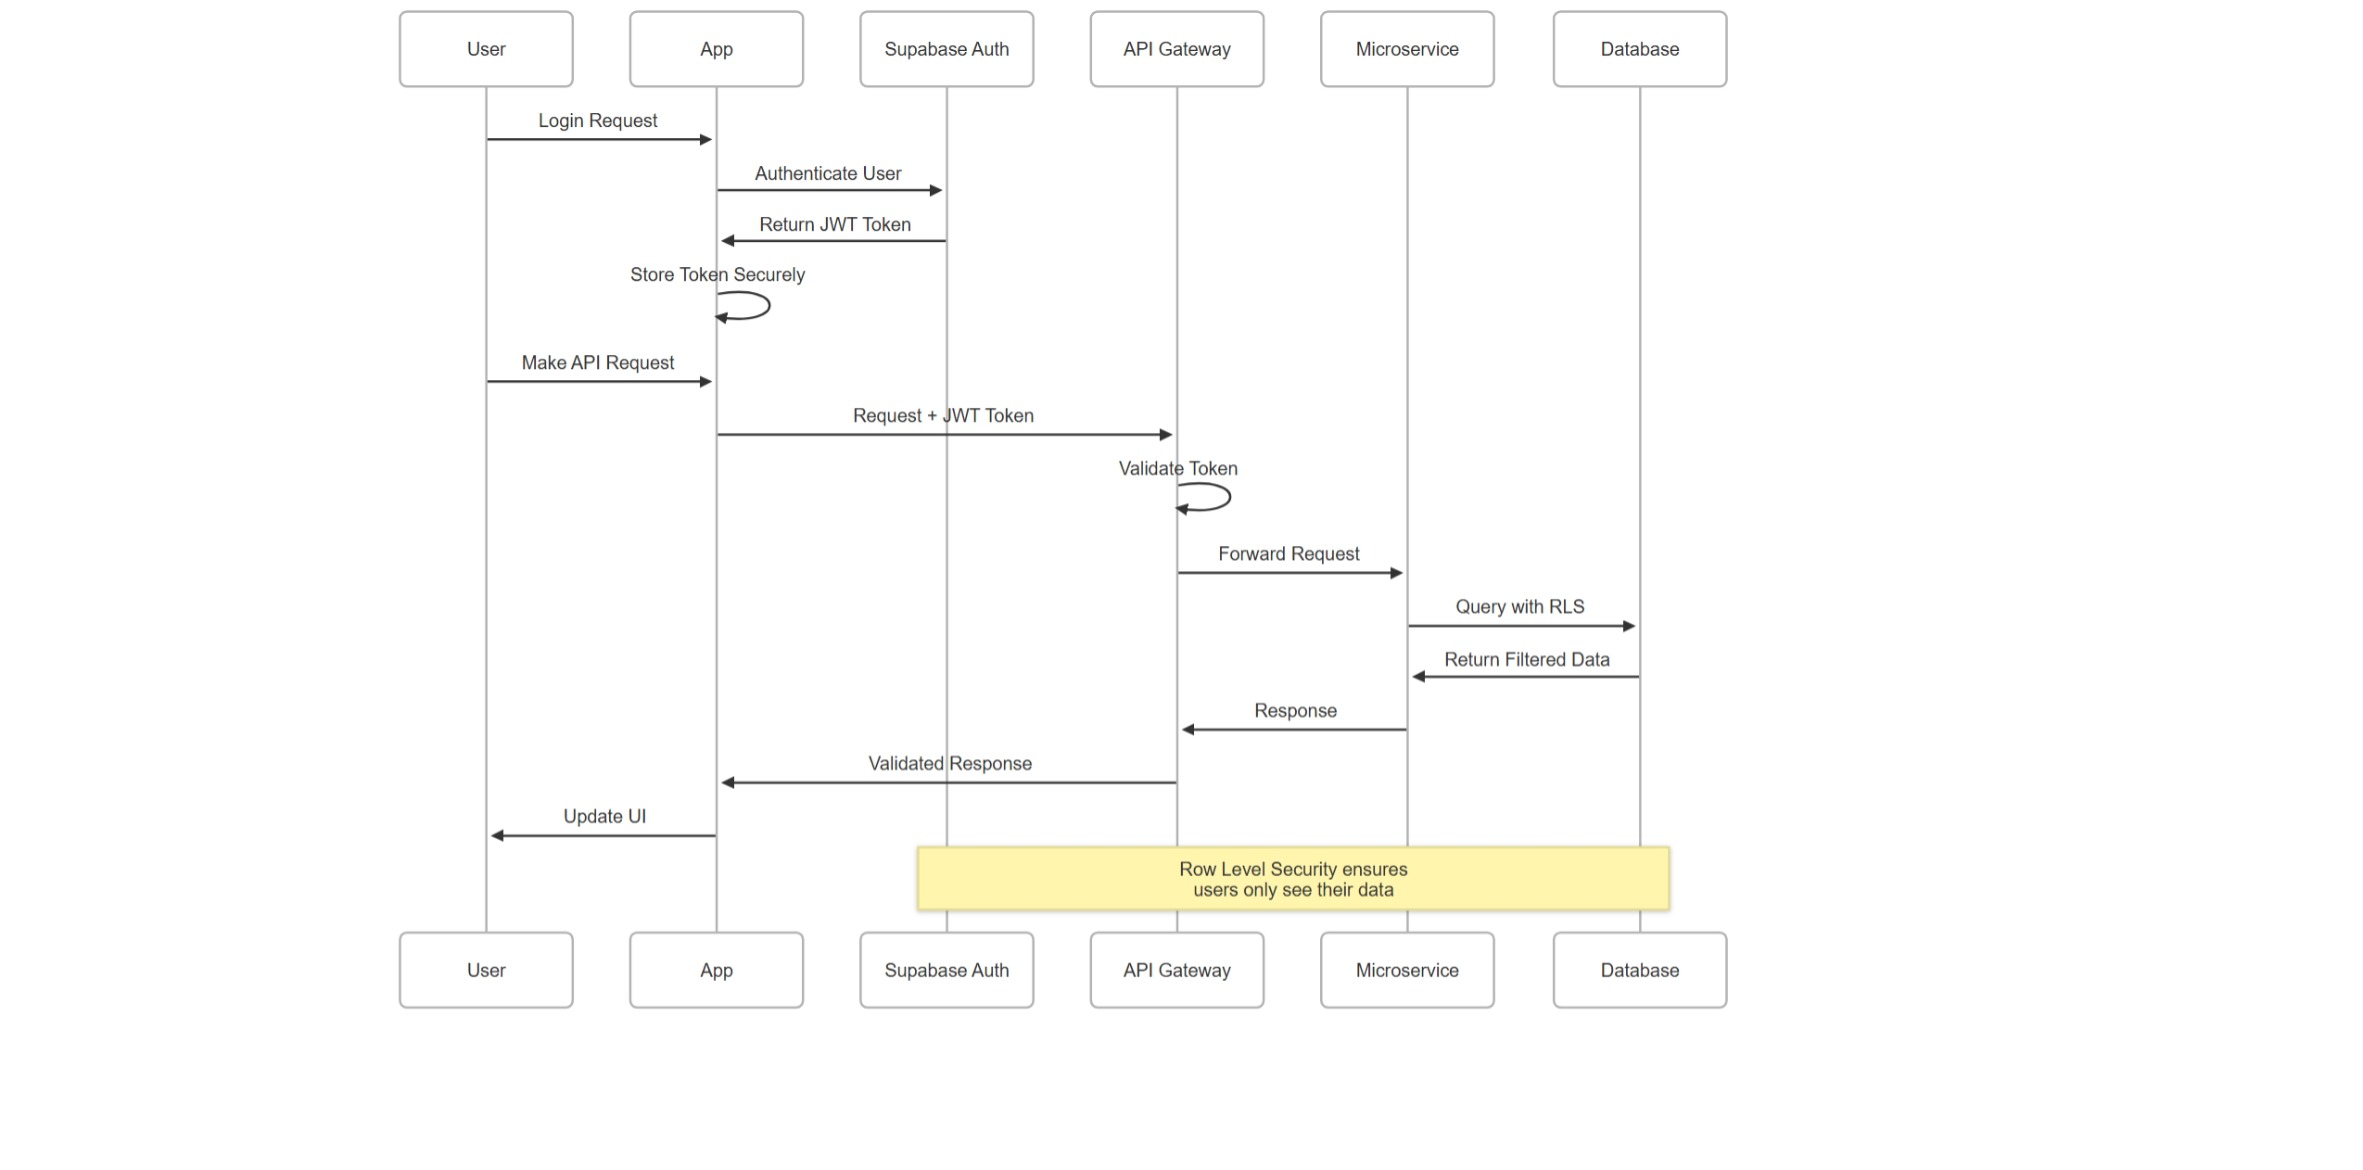 User
App
Supabase Auth
API Gateway
Microservice
Database
Login Request
Authenticate User
Return JWT Token
Store Token Securely
Make API Request
Request + JWT Token
Validate Token
Forward Request
Query with RLS
Return Filtered Data
Response
Validated Response
Update UI
Row Level Security ensures
users only see their data
User
App
Supabase Auth
API Gateway
Microservice
Database